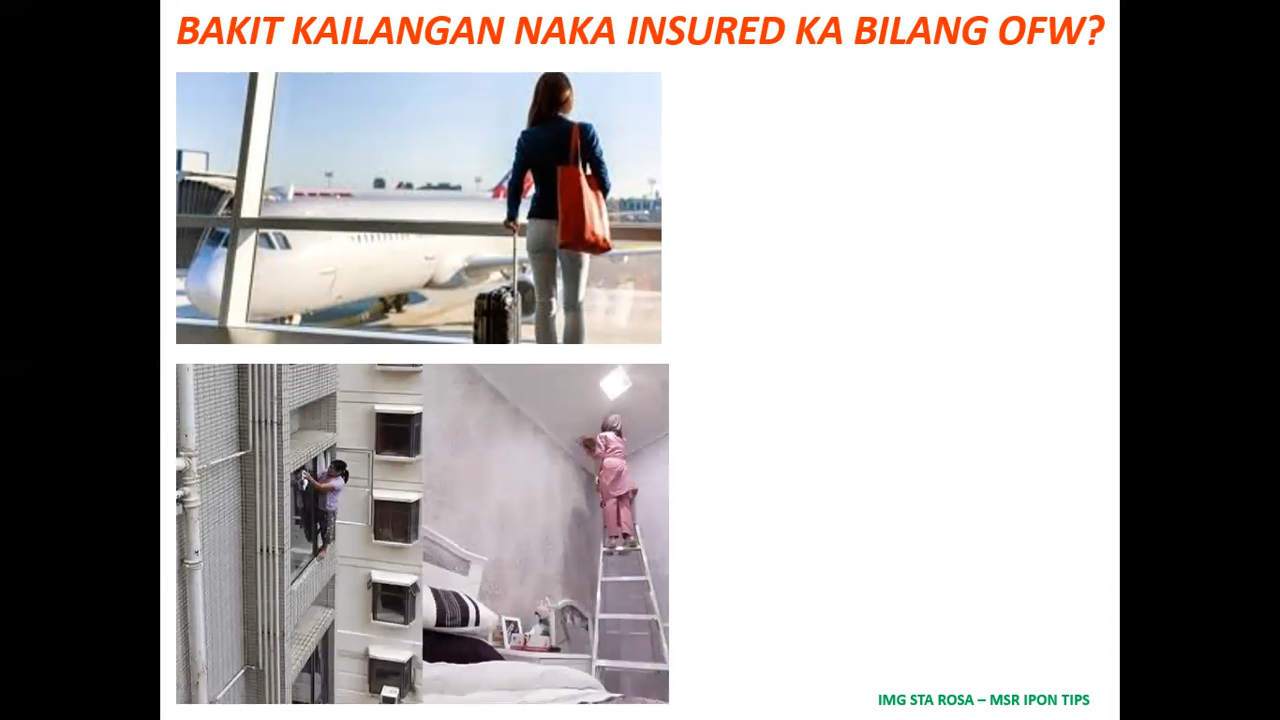 BAKIT KAILANGAN NAKA INSURED KA BILANG OFW?
IMG STA ROSA – MSR IPON TIPS